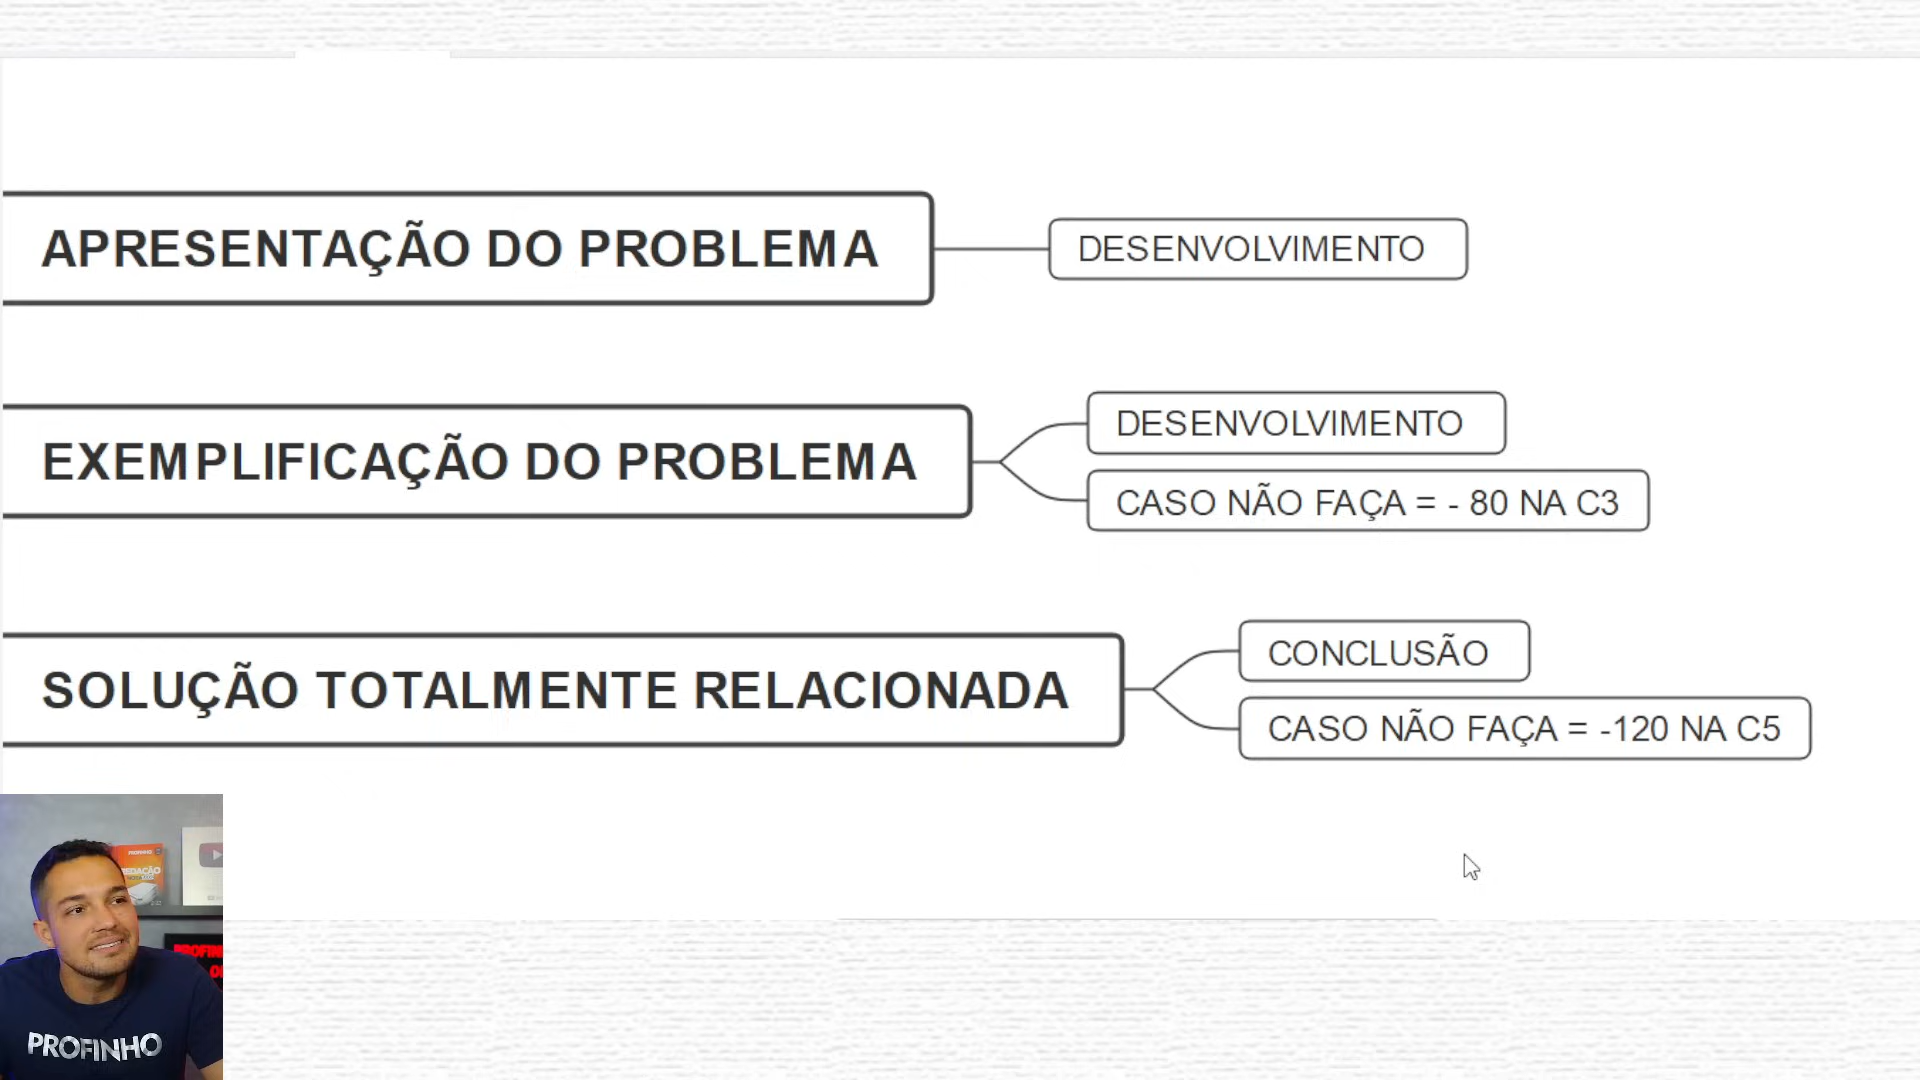 APRESENTAÇÃO DO PROBLEMA
DESENVOLVIMENTO
EXEMPLIFICAÇÃO DO PROBLEMA
DESENVOLVIMENTO
CASO NÃO FAÇA = - 80 NA C3
SOLUÇÃO TOTALMENTE RELACIONADA
CONCLUSÃO
CASO NÃO FAÇA = -120 NA C5
PROFINHO